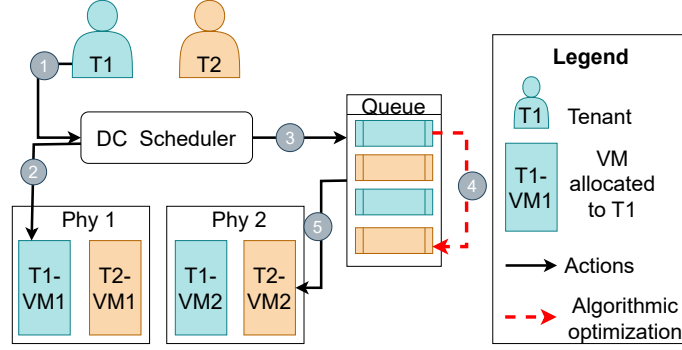 T1
T2
1
DC Scheduler
2
3
Queue
4
5
Phy 1
T1-
VM1
T2-
VM1
Phy 2
T1-
VM2
T2-
VM2
Legend
T1
Tenant
T1-
VM1
VM
allocated
to T1
Actions
Algorithmic
optimization